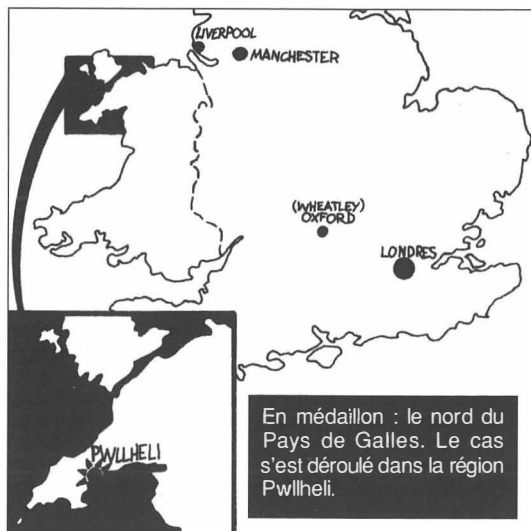 LIVERPOOL
MANCHESTER
(WHEATLEY)
OXFORD
LONDRES
PWLLHELI
En médaillon : le nord du
Pays de Galles. Le cas
s'est déroulé dans la région
Pwllheli.